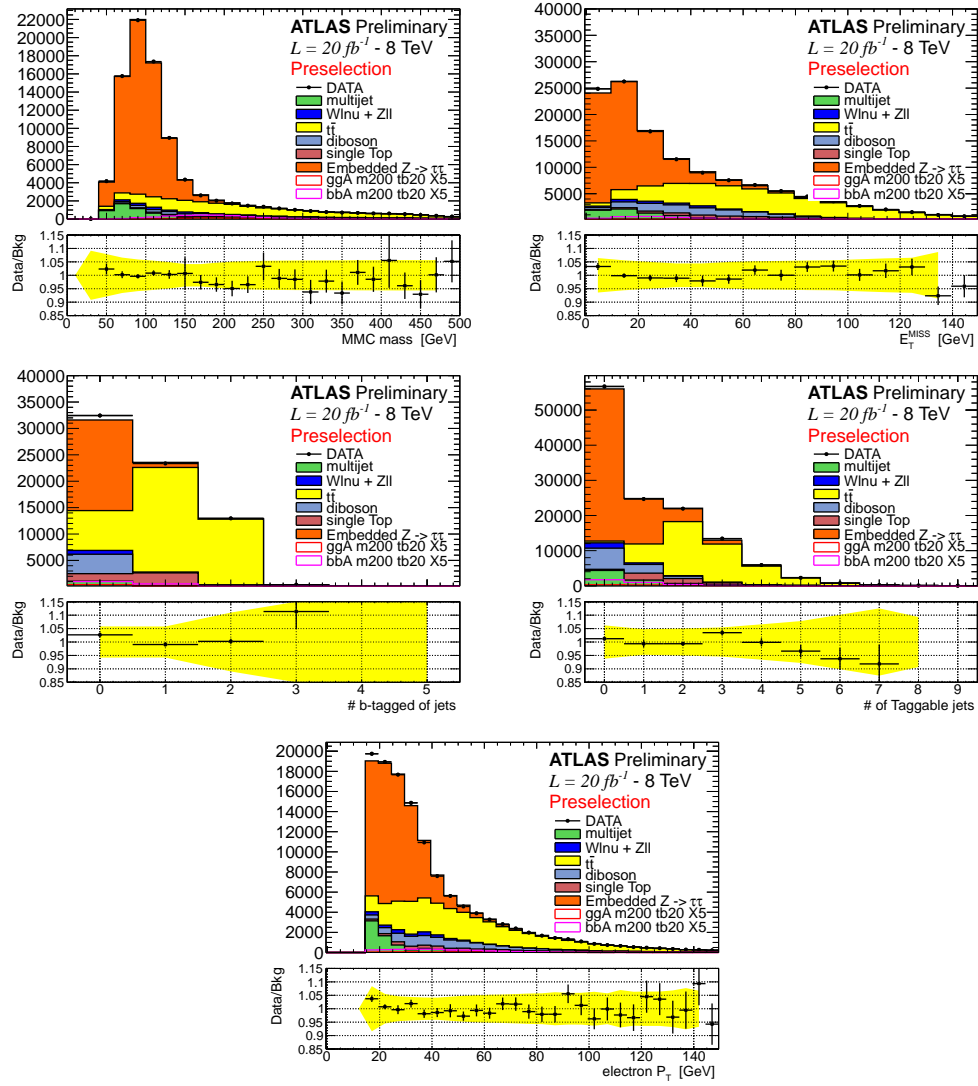 22000
20000
18000
16000
14000
12000
10000
8000
6000
4000
2000
0
ATLAS Preliminary
L = 20 fb-1 - 8 TeV
Preselection
DATA
multijet
Wlnu + Zll
tt̄
diboson
single Top
Embedded Z -> ττ
ggA m200 tb20 X5
bbA m200 tb20 X5
Data/Bkg
1.15
1.1
1.05
1
0.95
0.9
0.85
0 50 100 150 200 250 300 350 400 450 500
MMC mass [GeV]
40000
35000
30000
25000
20000
15000
10000
5000
0
ATLAS Preliminary
L = 20 fb-1 - 8 TeV
Preselection
DATA
multijet
Wlnu + Zll
tt̄
diboson
single Top
Embedded Z -> ττ
ggA m200 tb20 X5
bbA m200 tb20 X5
Data/Bkg
1.15
1.1
1.05
1
0.95
0.9
0.85
0 20 40 60 80 100 120 140
E_T^MISS [GeV]
40000
35000
30000
25000
20000
15000
10000
5000
0
ATLAS Preliminary
L = 20 fb-1 - 8 TeV
Preselection
DATA
multijet
Wlnu + Zll
tt̄
diboson
single Top
Embedded Z -> ττ
ggA m200 tb20 X5
bbA m200 tb20 X5
Data/Bkg
1.15
1.1
1.05
1
0.95
0.9
0.85
0 1 2 3 4 5
# b-tagged of jets
50000
40000
30000
20000
10000
0
ATLAS Preliminary
L = 20 fb-1 - 8 TeV
Preselection
DATA
multijet
Wlnu + Zll
tt̄
diboson
single Top
Embedded Z -> ττ
ggA m200 tb20 X5
bbA m200 tb20 X5
Data/Bkg
1.15
1.1
1.05
1
0.95
0.9
0.85
0 1 2 3 4 5 6 7 8 9
# of Taggable jets
20000
18000
16000
14000
12000
10000
8000
6000
4000
2000
0
ATLAS Preliminary
L = 20 fb-1 - 8 TeV
Preselection
DATA
multijet
Wlnu + Zll
tt̄
diboson
single Top
Embedded Z -> ττ
ggA m200 tb20 X5
bbA m200 tb20 X5
Data/Bkg
1.15
1.1
1.05
1
0.95
0.9
0.85
0 20 40 60 80 100 120 140
electron P_T [GeV]